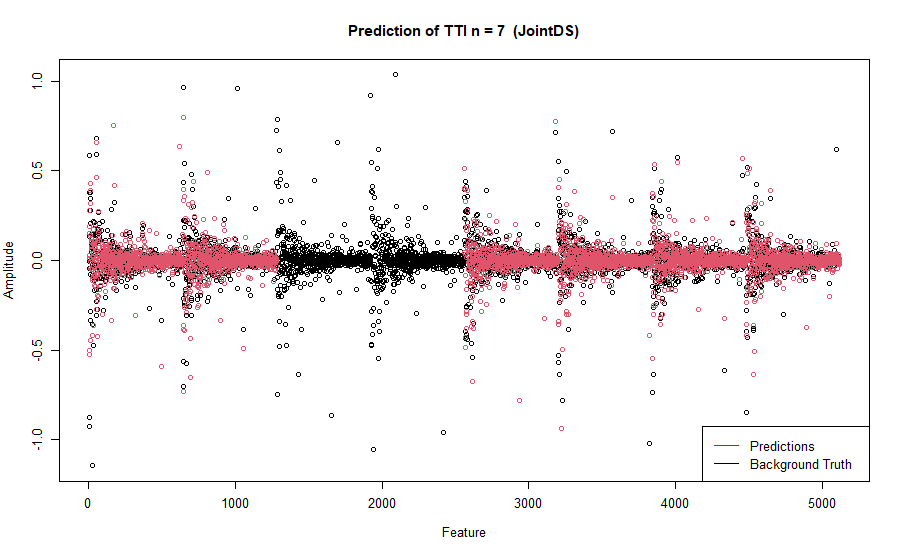 Prediction of TTI n = 7 (JointDS)
Amplitude
1.0
0.5
0.0
-0.5
-1.0
0 1000 2000 3000 4000 5000
Feature
Predictions
Background Truth